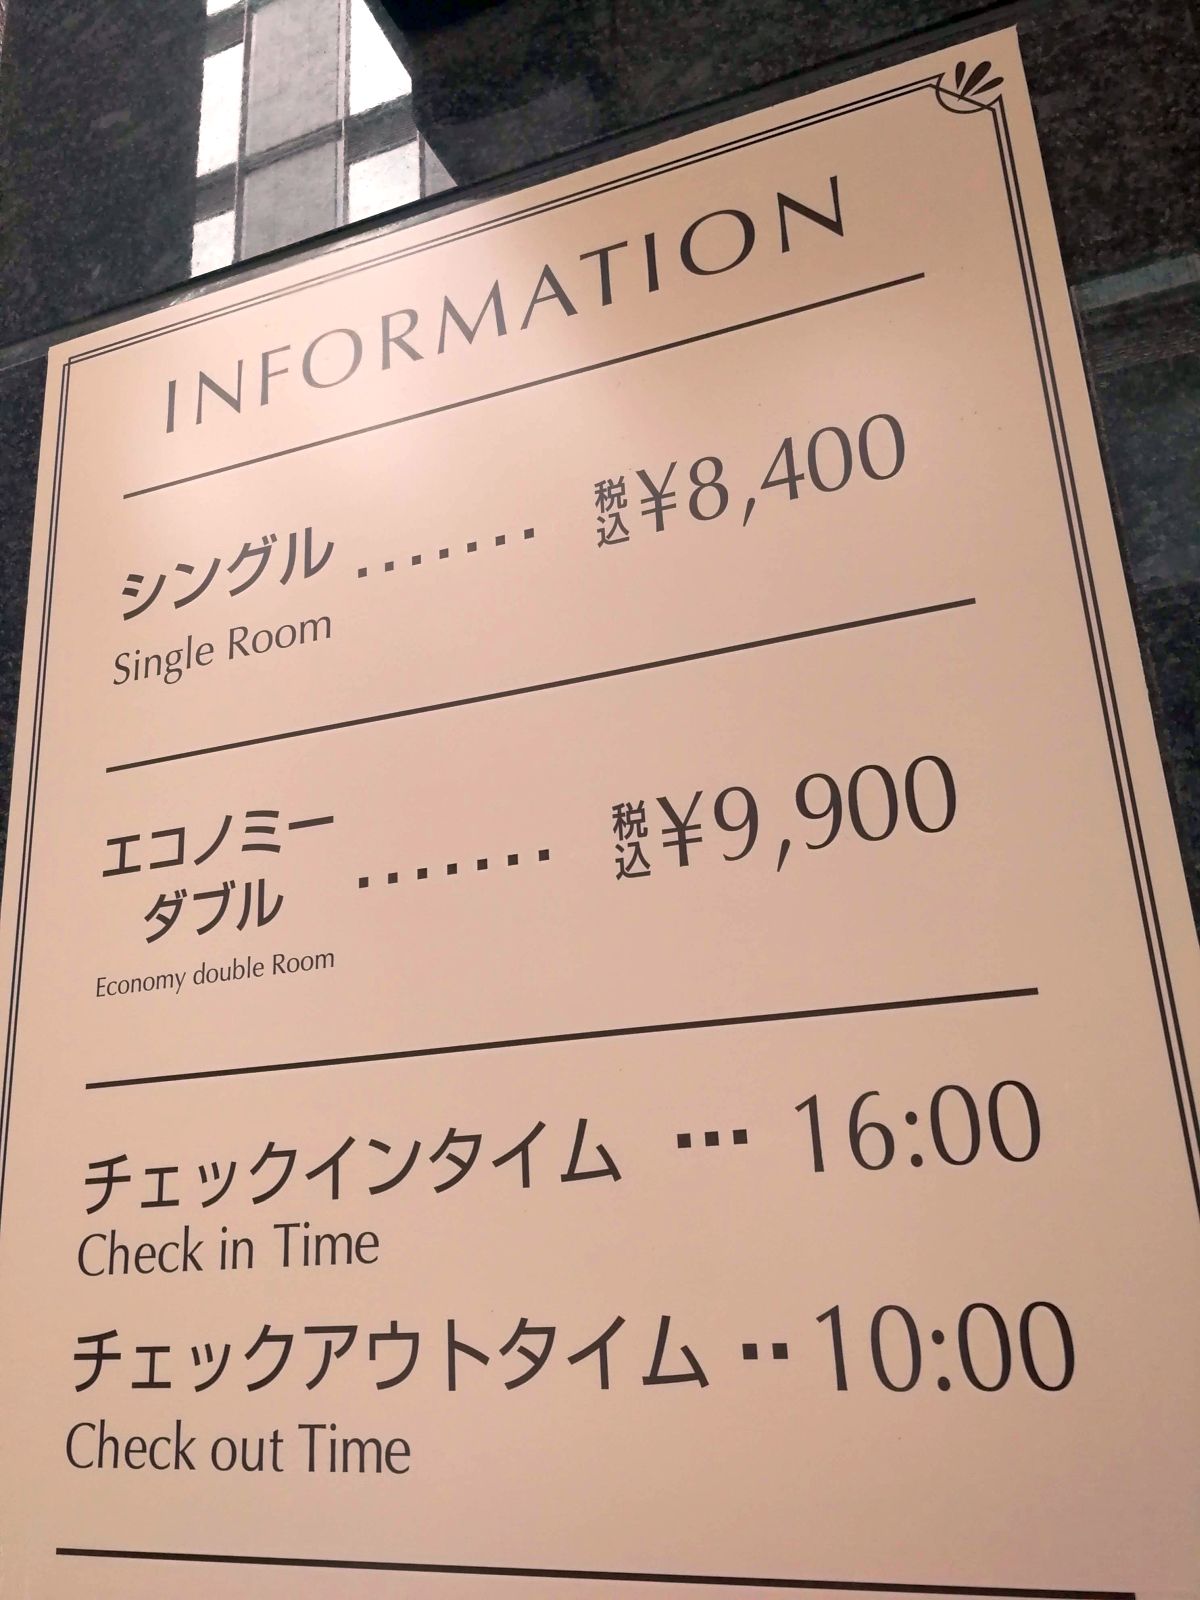 INFORMATION
シングル ....... 税込 ¥8,400
Single Room
エコノミー
ダブル ....... 税込 ¥9,900
Economy double Room
チェックインタイム ... 16:00
Check in Time
チェックアウトタイム .. 10:00
Check out Time